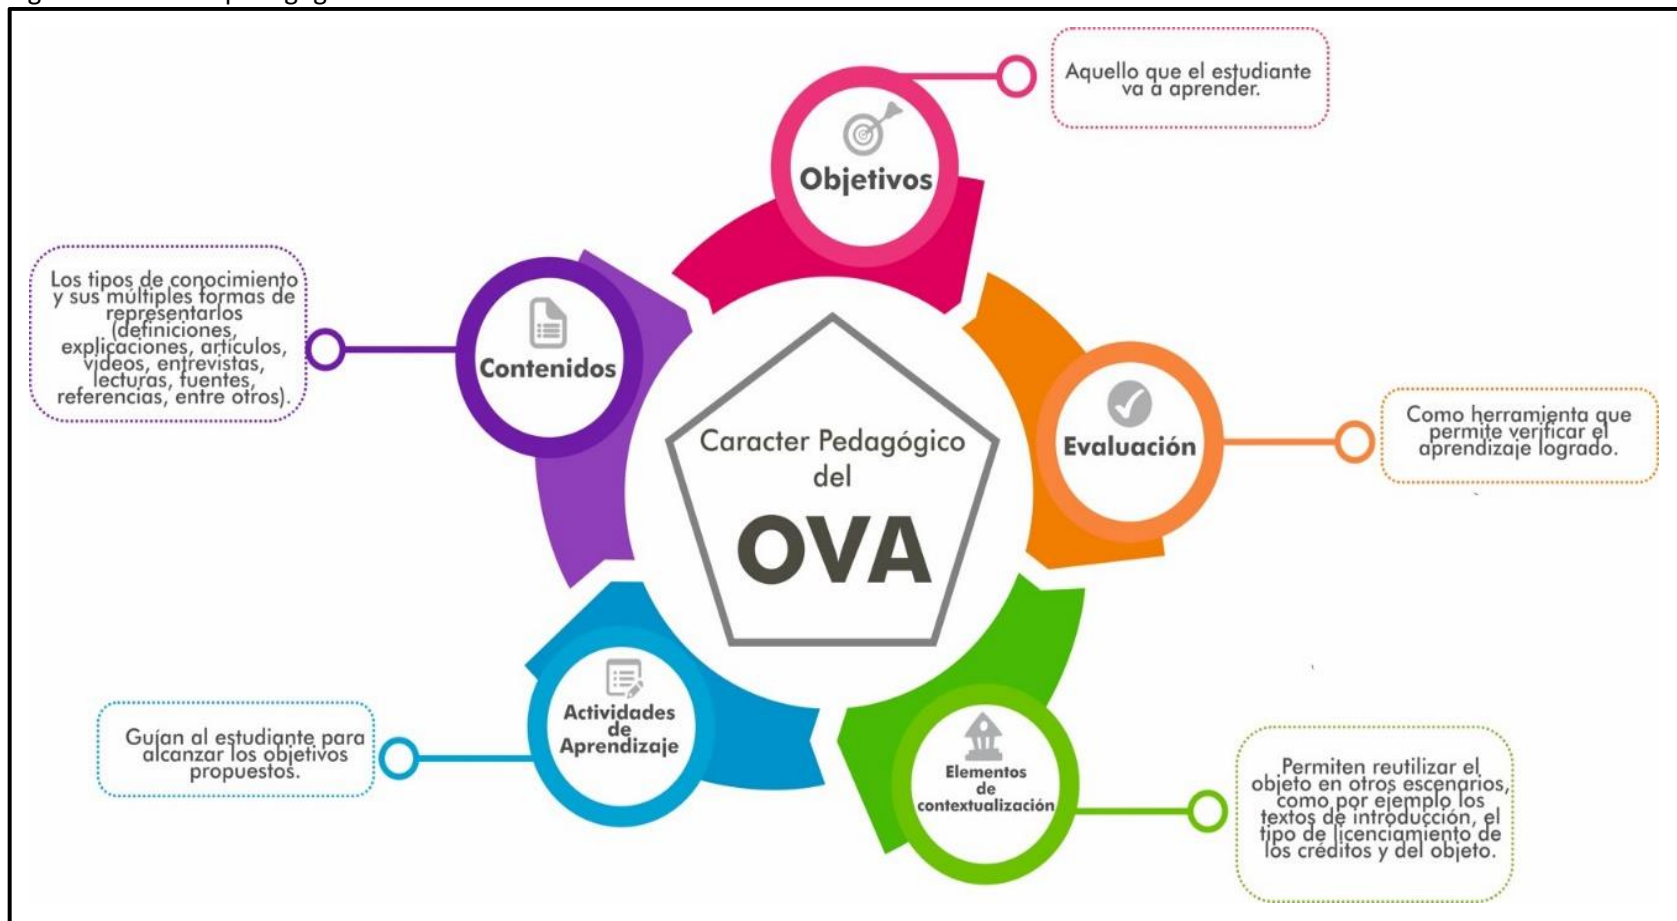 Aquello que el estudiante
va a aprender.
Objetivos
Los tipos de conocimiento
y sus múltiples formas de
representarlos
(definiciones,
explicaciones, artículos,
videos, entrevistas,
lecturas, fuentes,
referencias, entre otros).
Contenidos
Caracter Pedagógico
del
OVA
Evaluación
Como herramienta que
permite verificar el
aprendizaje logrado.
Actividades
de
Aprendizaje
Guían al estudiante para
alcanzar los objetivos
propuestos.
Elementos
de
contextualización
Permiten reutilizar el
objeto en otros escenarios,
como por ejemplo los
textos de introducción, el
tipo de licenciamiento de
los créditos y del objeto.